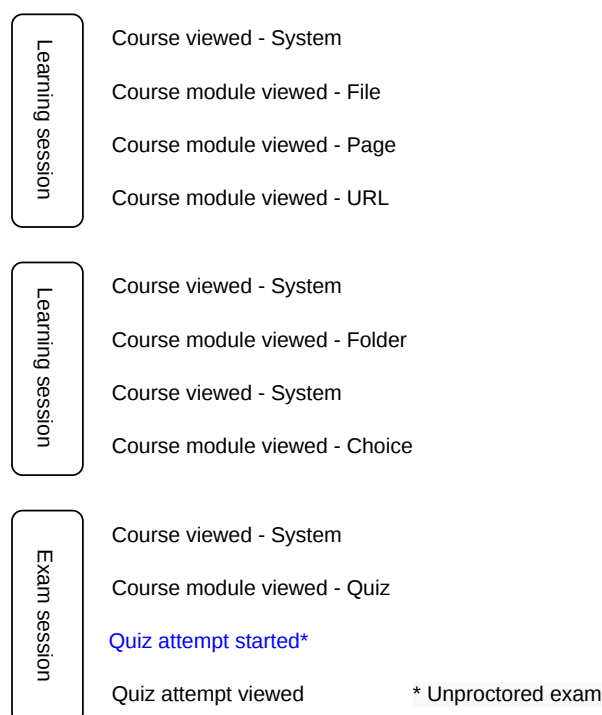 Learning session
Course viewed - System
Course module viewed - File
Course module viewed - Page
Course module viewed - URL
Learning session
Course viewed - System
Course module viewed - Folder
Course viewed - System
Course module viewed - Choice
Exam session
Course viewed - System
Course module viewed - Quiz
Quiz attempt started*
Quiz attempt viewed
* Unproctored exam